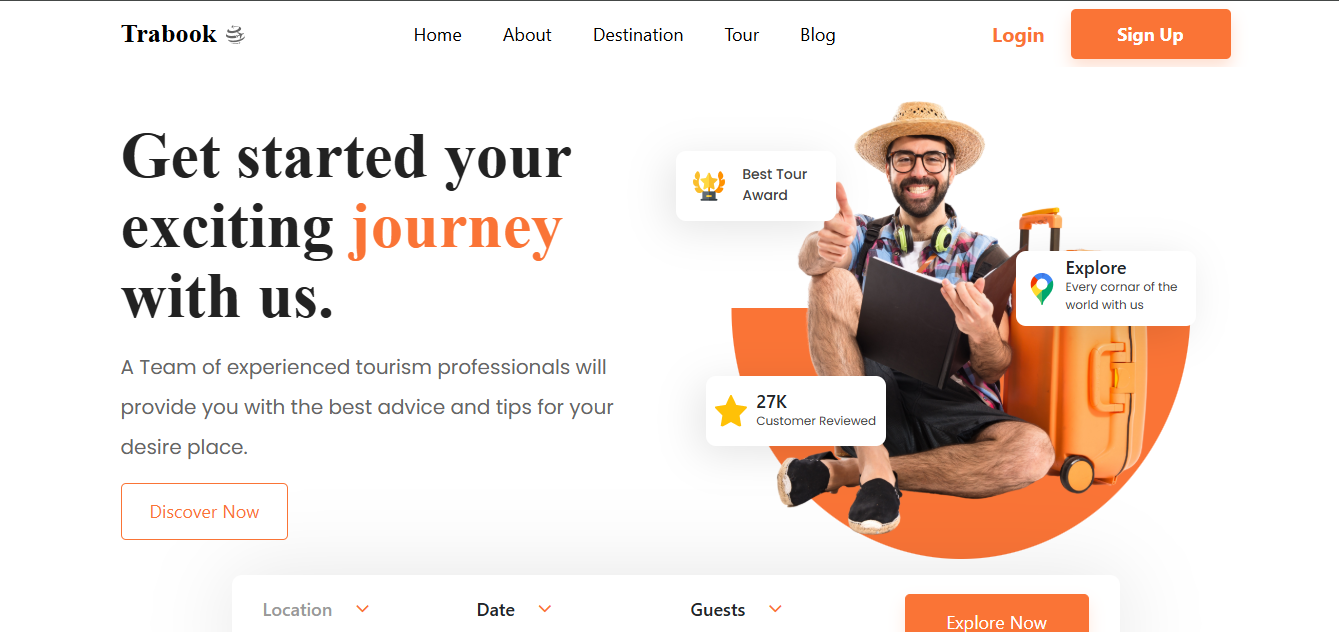 Trabook
Home About Destination Tour Blog
Login
Sign Up
Get started your
exciting journey
with us.
A Team of experienced tourism professionals will
provide you with the best advice and tips for your
desire place.
Discover Now
Best Tour
Award
Explore
Every cornar of the
world with us
27K
Customer Reviewed
Location
Date
Guests
Explore Now